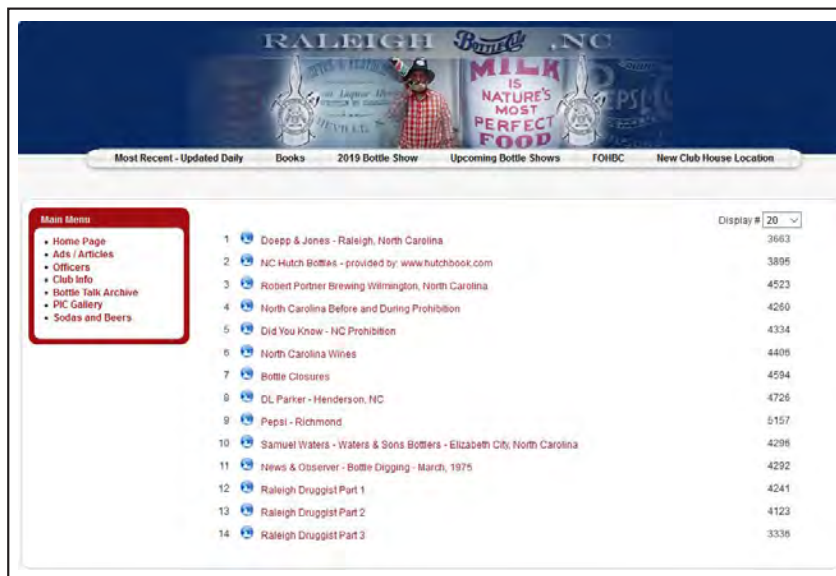 RALEIGH Bottle Club , NC
MILK
IS
NATURE'S
MOST
PERFECT
FOOD
Most Recent - Updated Daily Books 2019 Bottle Show Upcoming Bottle Shows FOHBC New Club House Location
Main Menu
Home Page
Ads / Articles
Officers
Club Info
Bottle Talk Archive
PIC Gallery
Sodas and Beers
Display # 20
1 Doepp & Jones - Raleigh, North Carolina 3663
2 NC Hutch Bottles - provided by: www.hutchbook.com 3895
3 Robert Portner Brewing Wilmington, North Carolina 4523
4 North Carolina Before and During Prohibition 4260
5 Did You Know - NC Prohibition 4334
6 North Carolina Wines 4406
7 Bottle Closures 4594
8 DL Parker - Henderson, NC 4726
9 Pepsi - Richmond 5157
10 Samuel Waters - Waters & Sons Bottlers - Elizabeth City, North Carolina 4296
11 News & Observer - Bottle Digging - March, 1975 4292
12 Raleigh Druggist Part 1 4241
13 Raleigh Druggist Part 2 4123
14 Raleigh Druggist Part 3 3336